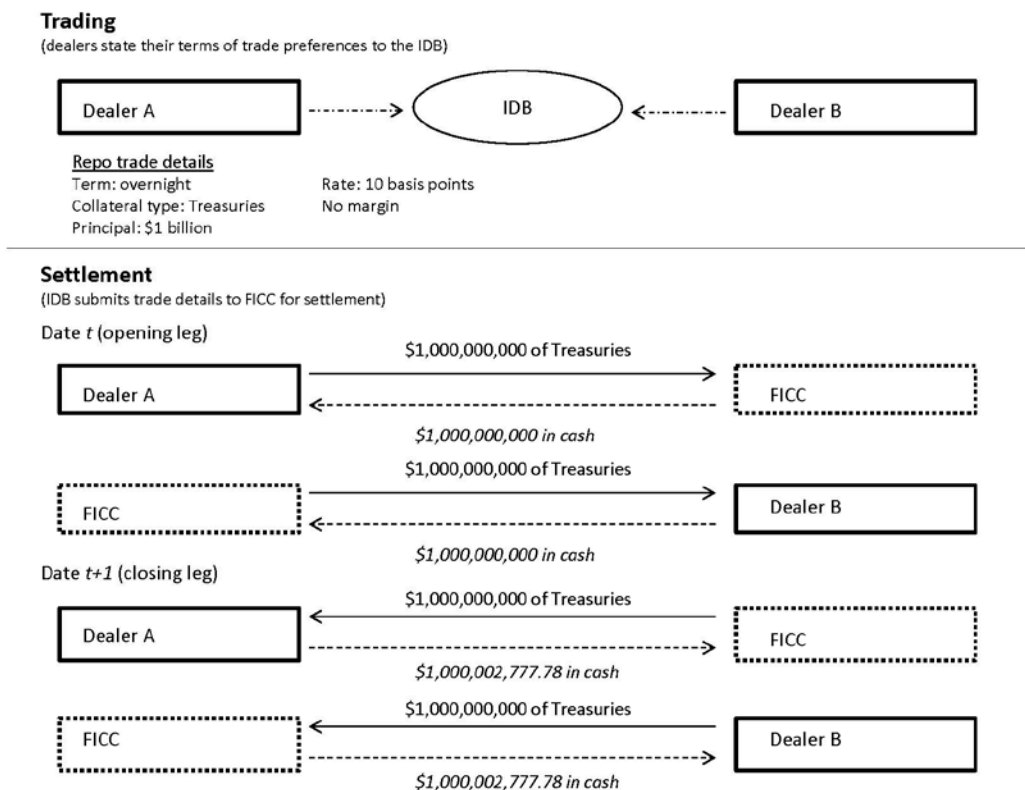 Trading
(dealers state their terms of trade preferences to the IDB)
Dealer A
IDB
Dealer B
Repo trade details
Term: overnight
Rate: 10 basis points
Collateral type: Treasuries
No margin
Principal: $1 billion
Settlement
(IDB submits trade details to FICC for settlement)
Date t (opening leg)
$1,000,000,000 of Treasuries
Dealer A
FICC
$1,000,000,000 in cash
$1,000,000,000 of Treasuries
FICC
Dealer B
$1,000,000,000 in cash
Date t+1 (closing leg)
$1,000,000,000 of Treasuries
Dealer A
FICC
$1,000,002,777.78 in cash
$1,000,000,000 of Treasuries
FICC
Dealer B
$1,000,002,777.78 in cash